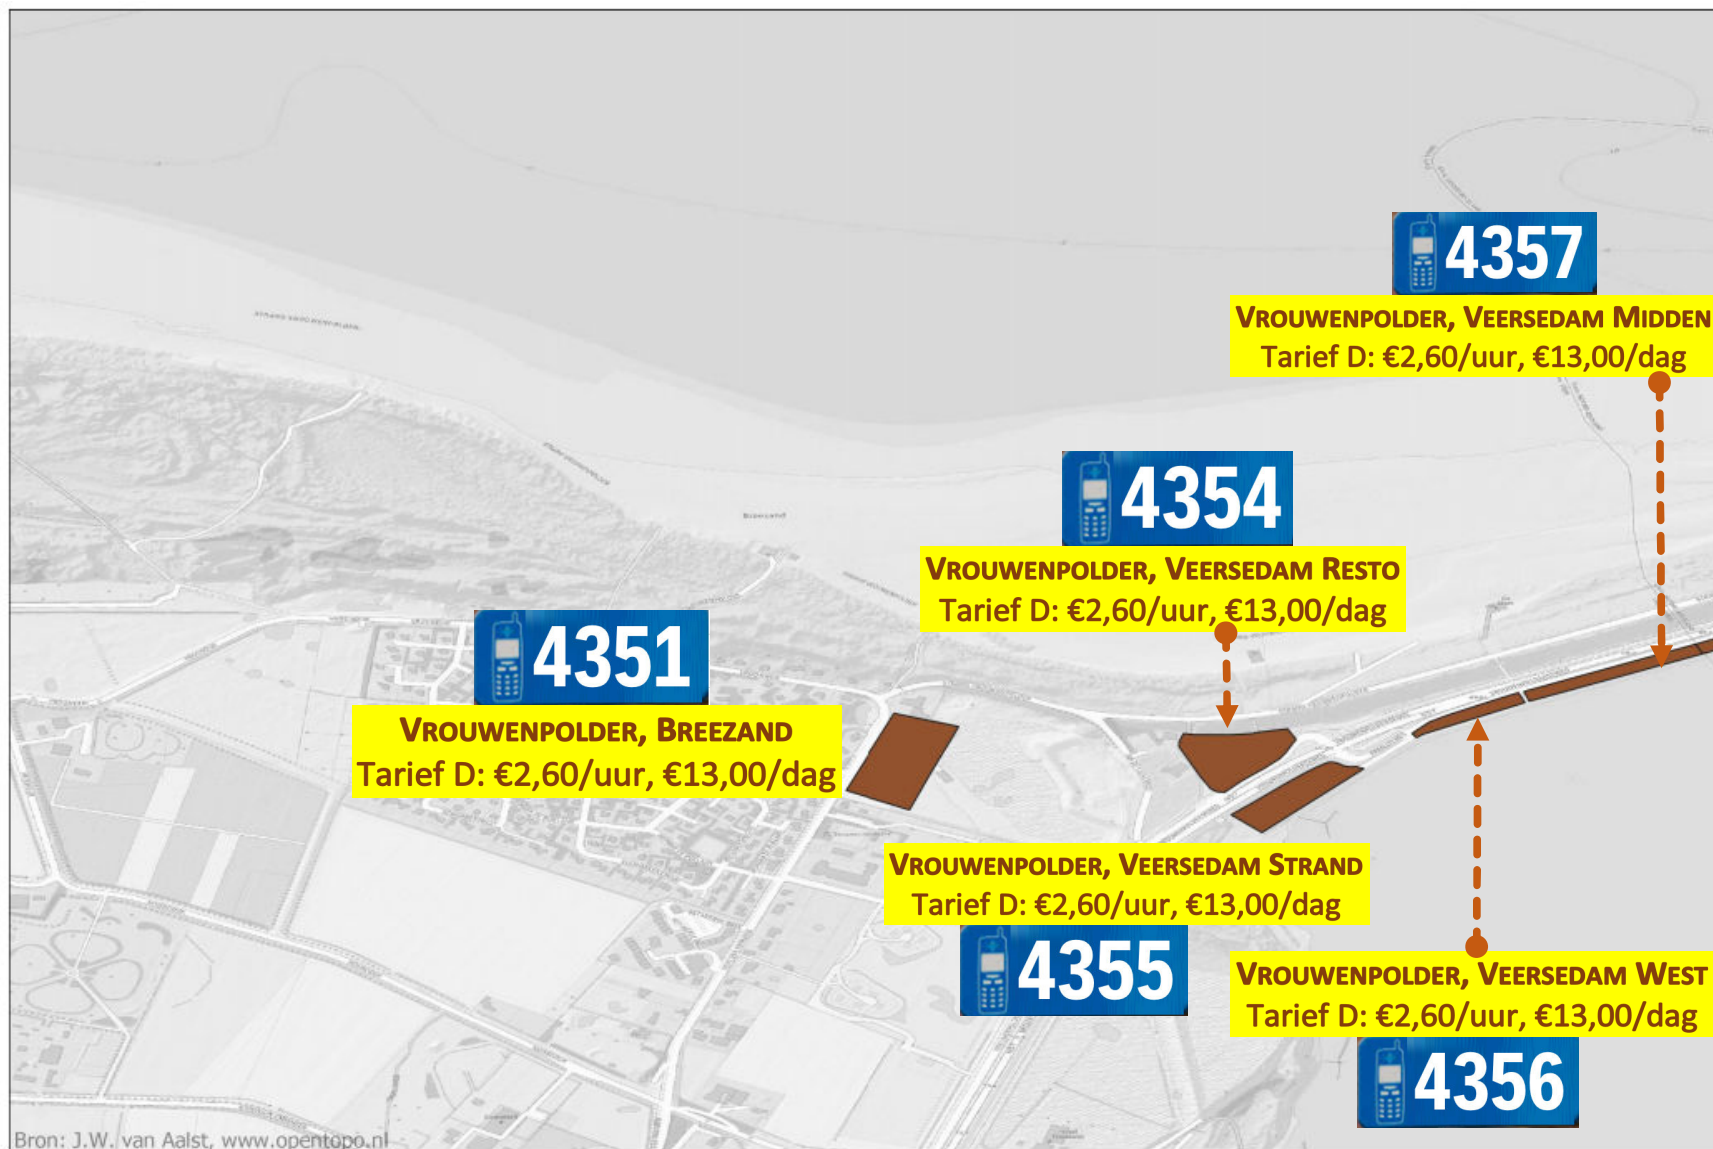 4357
VROUWENPOLDER, VEERSEDAM MIDDEN
Tarief D: €2,60/uur, €13,00/dag
4354
VROUWENPOLDER, VEERSEDAM RESTO
Tarief D: €2,60/uur, €13,00/dag
4351
VROUWENPOLDER, BREEZAND
Tarief D: €2,60/uur, €13,00/dag
VROUWENPOLDER, VEERSEDAM STRAND
Tarief D: €2,60/uur, €13,00/dag
4355
VROUWENPOLDER, VEERSEDAM WEST
Tarief D: €2,60/uur, €13,00/dag
4356
Bron: J.W. van Aalst, www.opentopo.nl